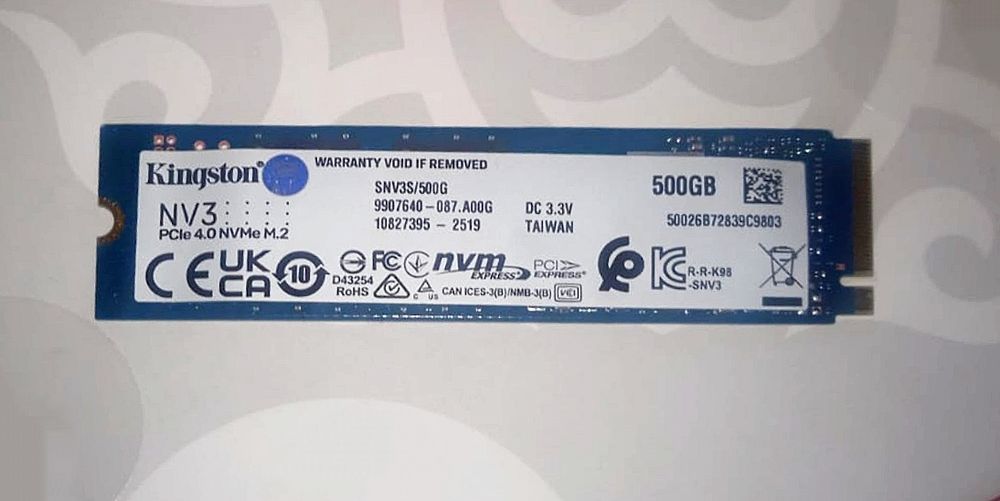 Kingston
WARRANTY VOID IF REMOVED
NV3
PCIe 4.0 NVMe M.2
SNV3S/500G
9907640-087.A00G
10827395 - 2519
DC 3.3V
TAIWAN
500GB
50026B72839C9803
CE
UK
CA
10
D43254
RoHS
FC
nvm
EXPRESS
PCI
EXPRESS®
C US
CAN ICES-3(B)/NMB-3(B)
VCI
R-R-K98
-SNV3